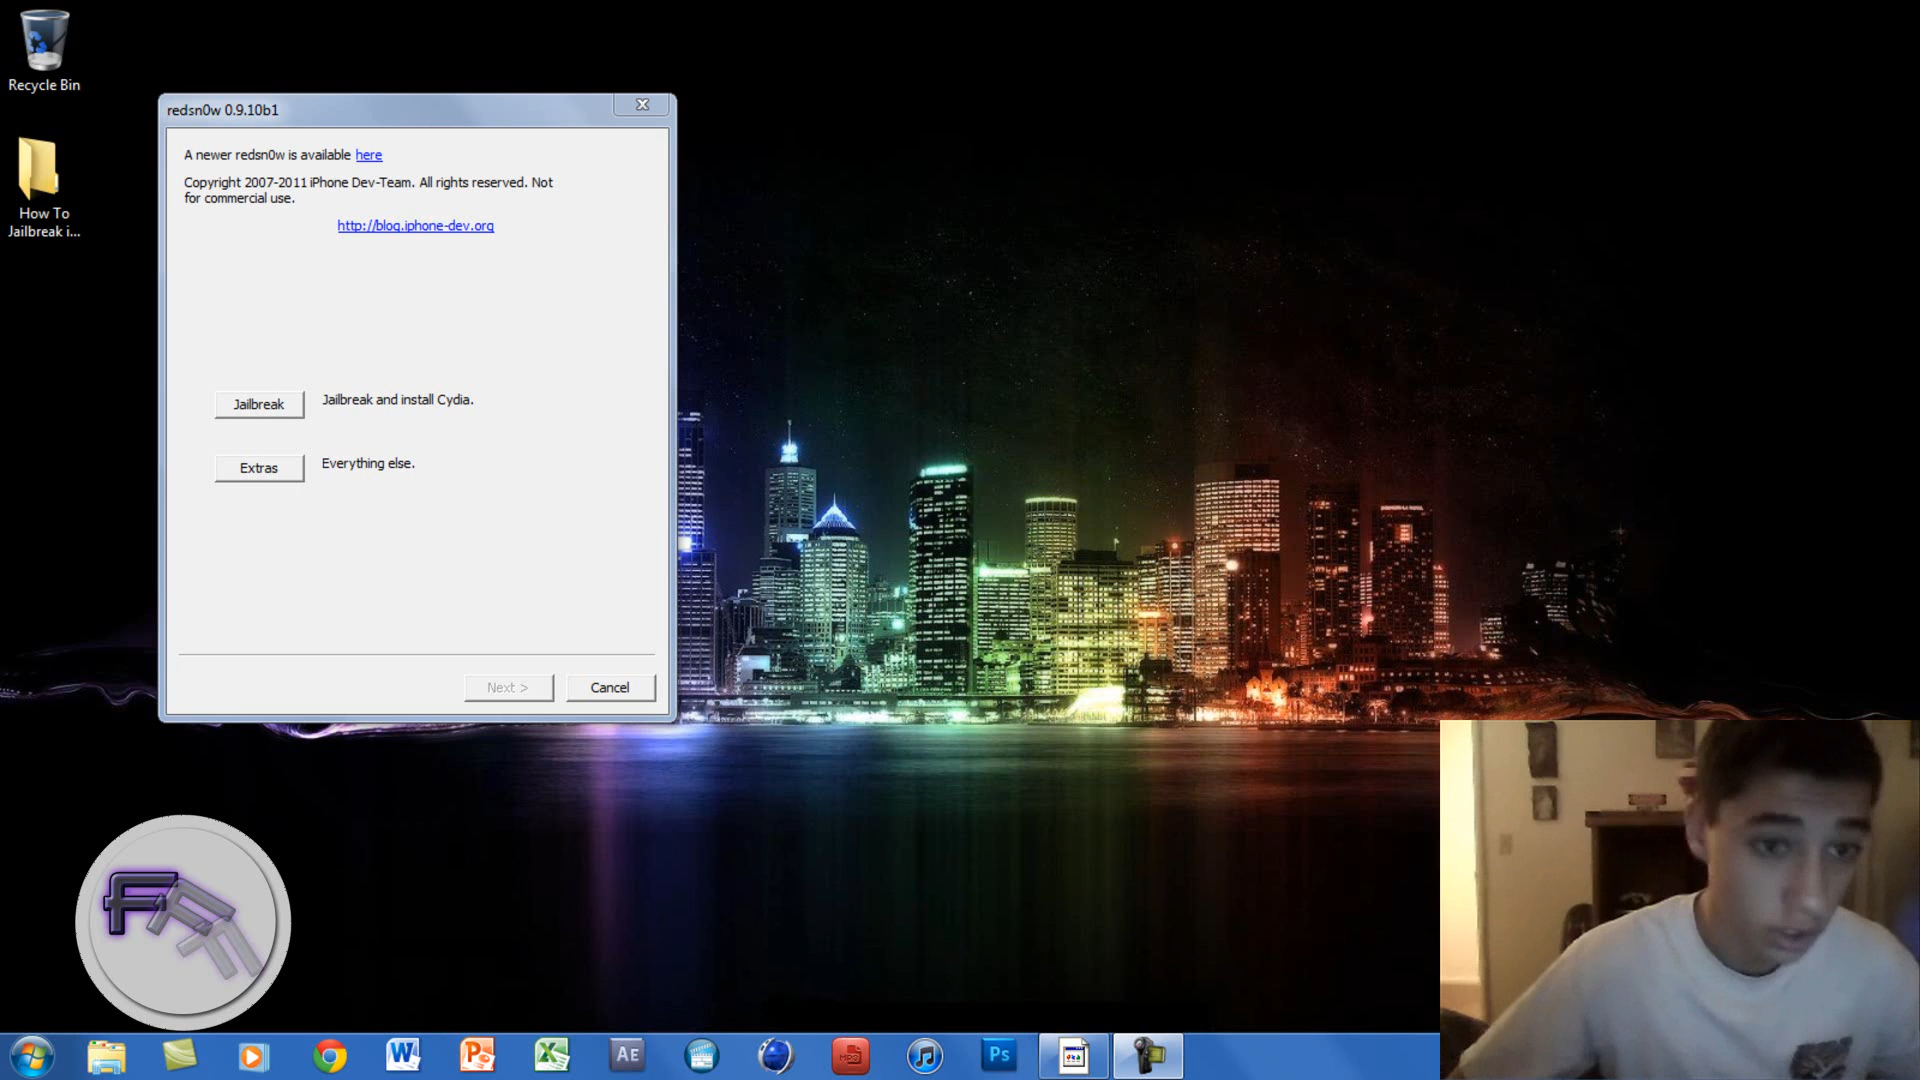 Recycle Bin
How To
Jailbreak i...
redsn0w 0.9.10b1
A newer redsn0w is available here
Copyright 2007-2011 iPhone Dev-Team. All rights reserved. Not
for commercial use.
http://blog.iphone-dev.org
Jailbreak
Jailbreak and install Cydia.
Extras
Everything else.
Next >
Cancel
AE
Ps